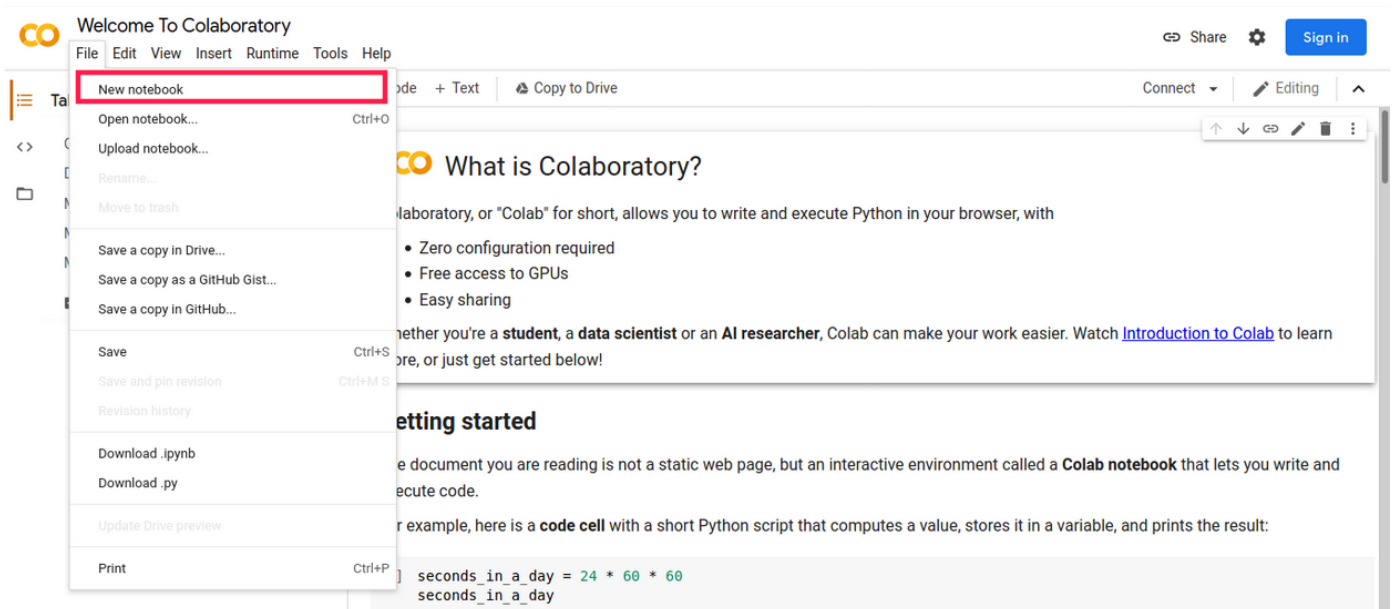 Welcome To Colaboratory
File Edit View Insert Runtime Tools Help
Share
Sign in
+ Text
Copy to Drive
Connect
Editing
New notebook
Open notebook... Ctrl+O
Upload notebook...
Rename...
Move to trash
Save a copy in Drive...
Save a copy as a GitHub Gist...
Save a copy in GitHub...
Save Ctrl+S
Save and pin revision Ctrl+M S
Revision history
Download .ipynb
Download .py
Update Drive preview
Print Ctrl+P
What is Colaboratory?
laboratory, or "Colab" for short, allows you to write and execute Python in your browser, with
• Zero configuration required
• Free access to GPUs
• Easy sharing
hether you're a student, a data scientist or an AI researcher, Colab can make your work easier. Watch Introduction to Colab to learn
ore, or just get started below!
etting started
e document you are reading is not a static web page, but an interactive environment called a Colab notebook that lets you write and
ecute code.
r example, here is a code cell with a short Python script that computes a value, stores it in a variable, and prints the result:
] seconds_in_a_day = 24 * 60 * 60
seconds_in_a_day